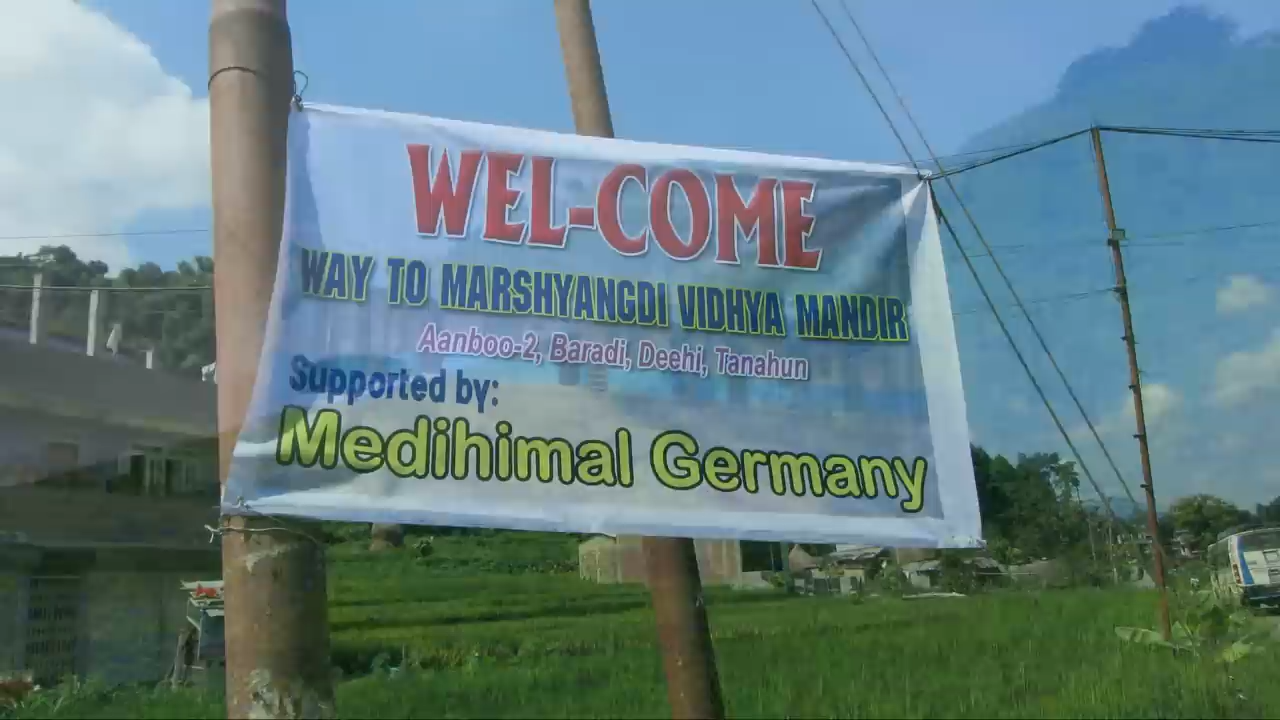 WEL-COME
WAY TO MARSHYANGDI VIDHYA MANDIR
Aanboo-2, Baradi, Deehi, Tanahun
Supported by:
Medihimal Germany